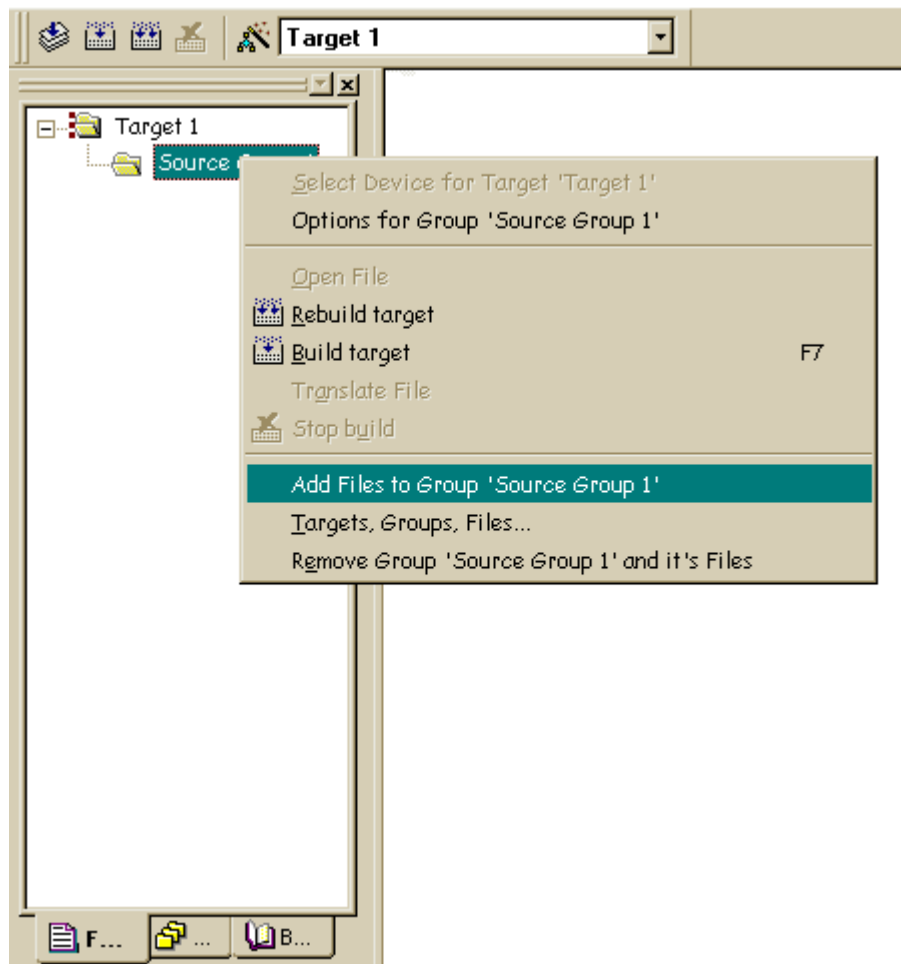 Target 1
Target 1
Source
Select Device for Target 'Target 1'
Options for Group 'Source Group 1'
Open File
Rebuild target
Build target F7
Translate File
Stop build
Add Files to Group 'Source Group 1'
Targets, Groups, Files...
Remove Group 'Source Group 1' and it's Files
F... ... B...